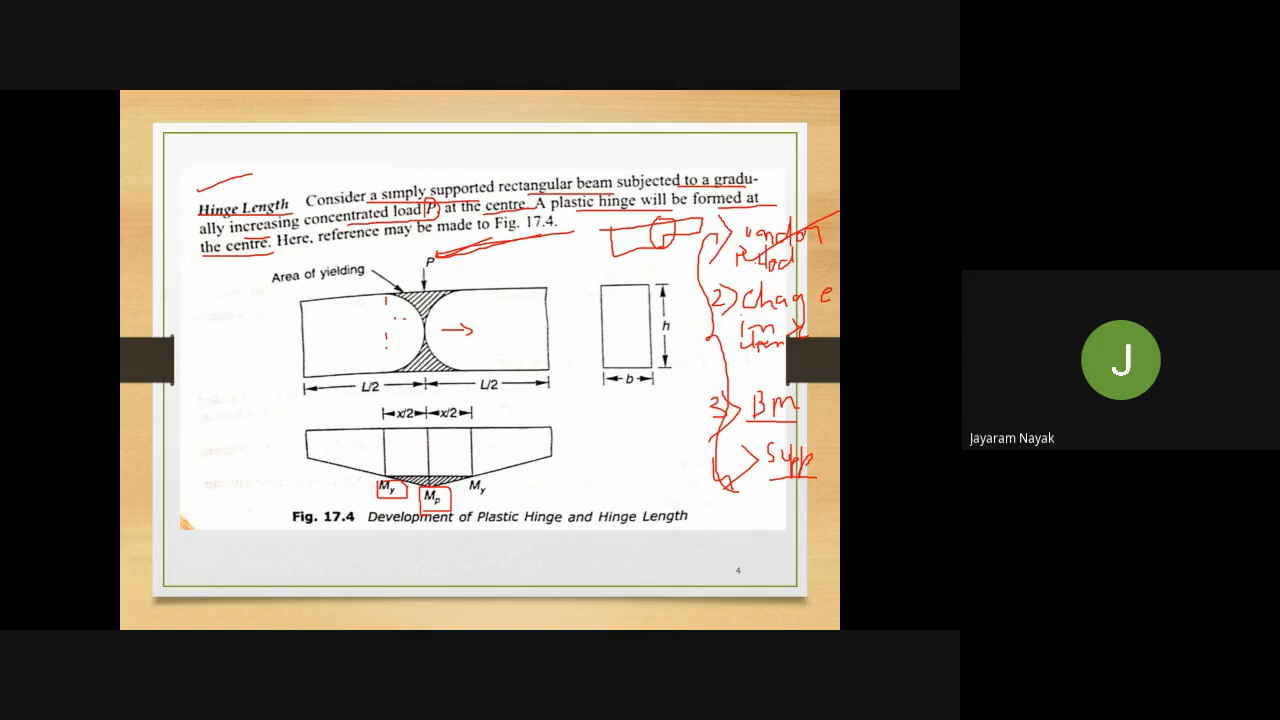 Hinge Length Consider a simply supported rectangular beam subjected to a gradu-
ally increasing concentrated load P, at the centre. A plastic hinge will be formed at
the centre. Here, reference may be made to Fig. 17.4.
P
Area of yielding
h
L/2 L/2
b
x/2 x/2
My Mp My
Fig. 17.4 Development of Plastic Hinge and Hinge Length
1)
2) Chag e
in
3) BM
Supp
4
J
Jayaram Nayak